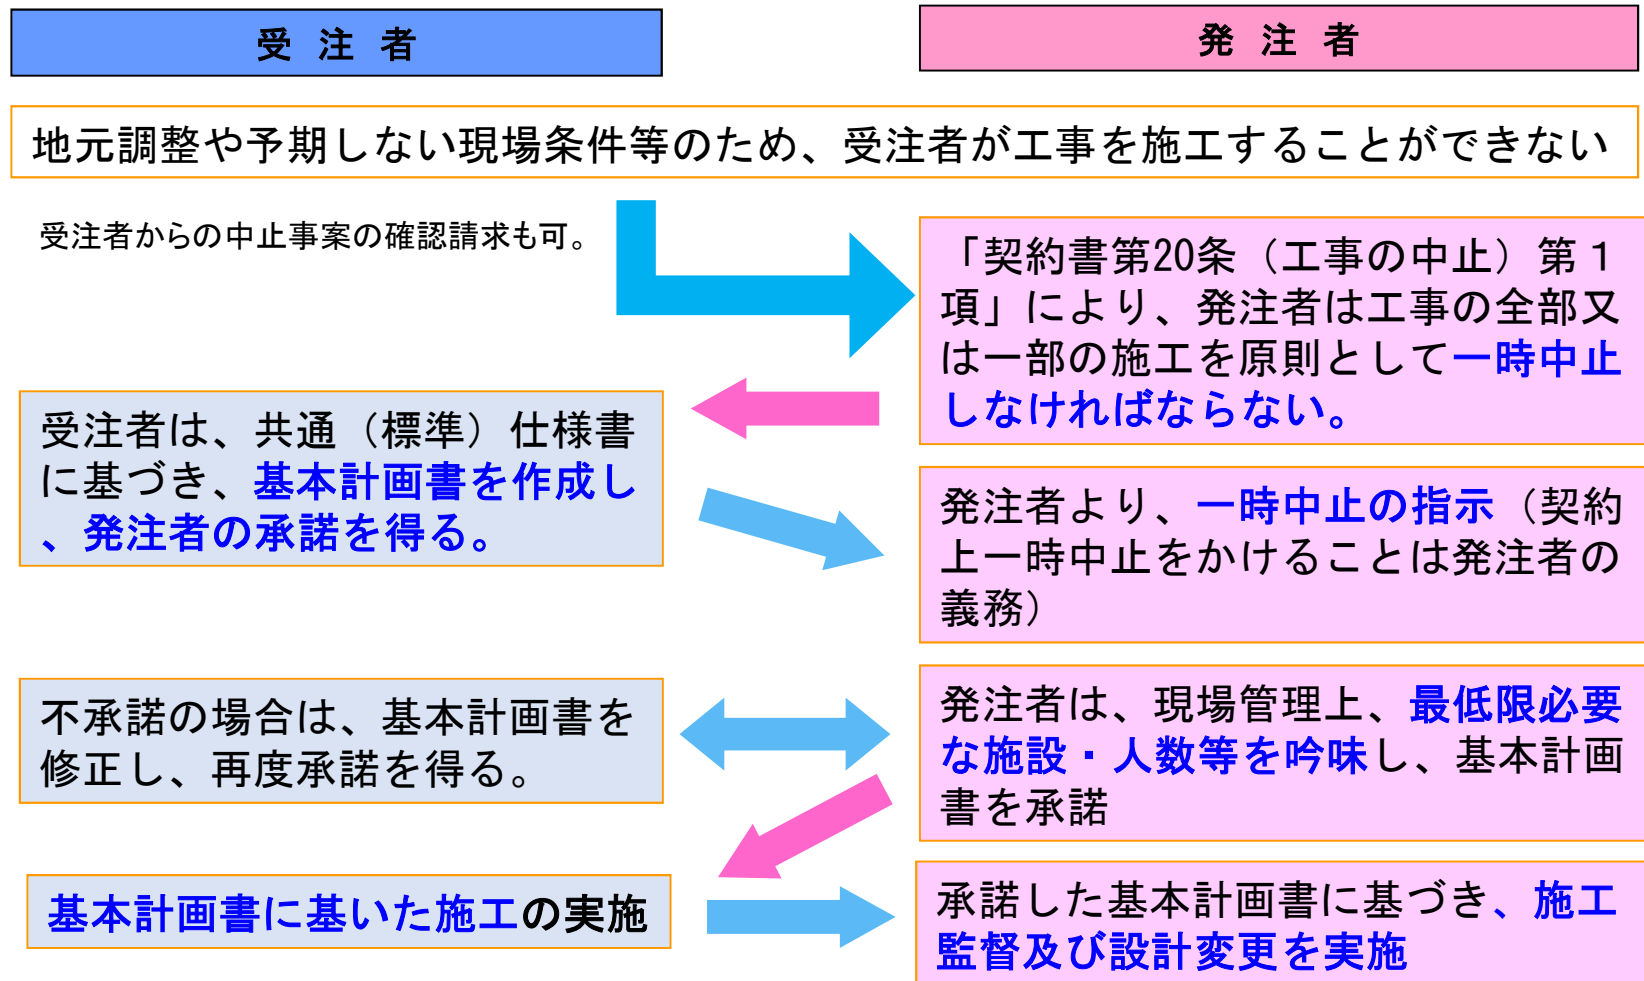 受 注 者
発 注 者
地元調整や予期しない現場条件等のため、受注者が工事を施工することができない
受注者からの中止事案の確認請求も可。
「契約書第20条（工事の中止）第１
項」により、発注者は工事の全部又
は一部の施工を原則として一時中止
しなければならない。
受注者は、共通（標準）仕様書
に基づき、基本計画書を作成し
、発注者の承諾を得る。
発注者より、一時中止の指示（契約
上一時中止をかけることは発注者の
義務）
不承諾の場合は、基本計画書を
修正し、再度承諾を得る。
発注者は、現場管理上、最低限必要
な施設・人数等を吟味し、基本計画
書を承諾
基本計画書に基いた施工の実施
承諾した基本計画書に基づき、施工
監督及び設計変更を実施